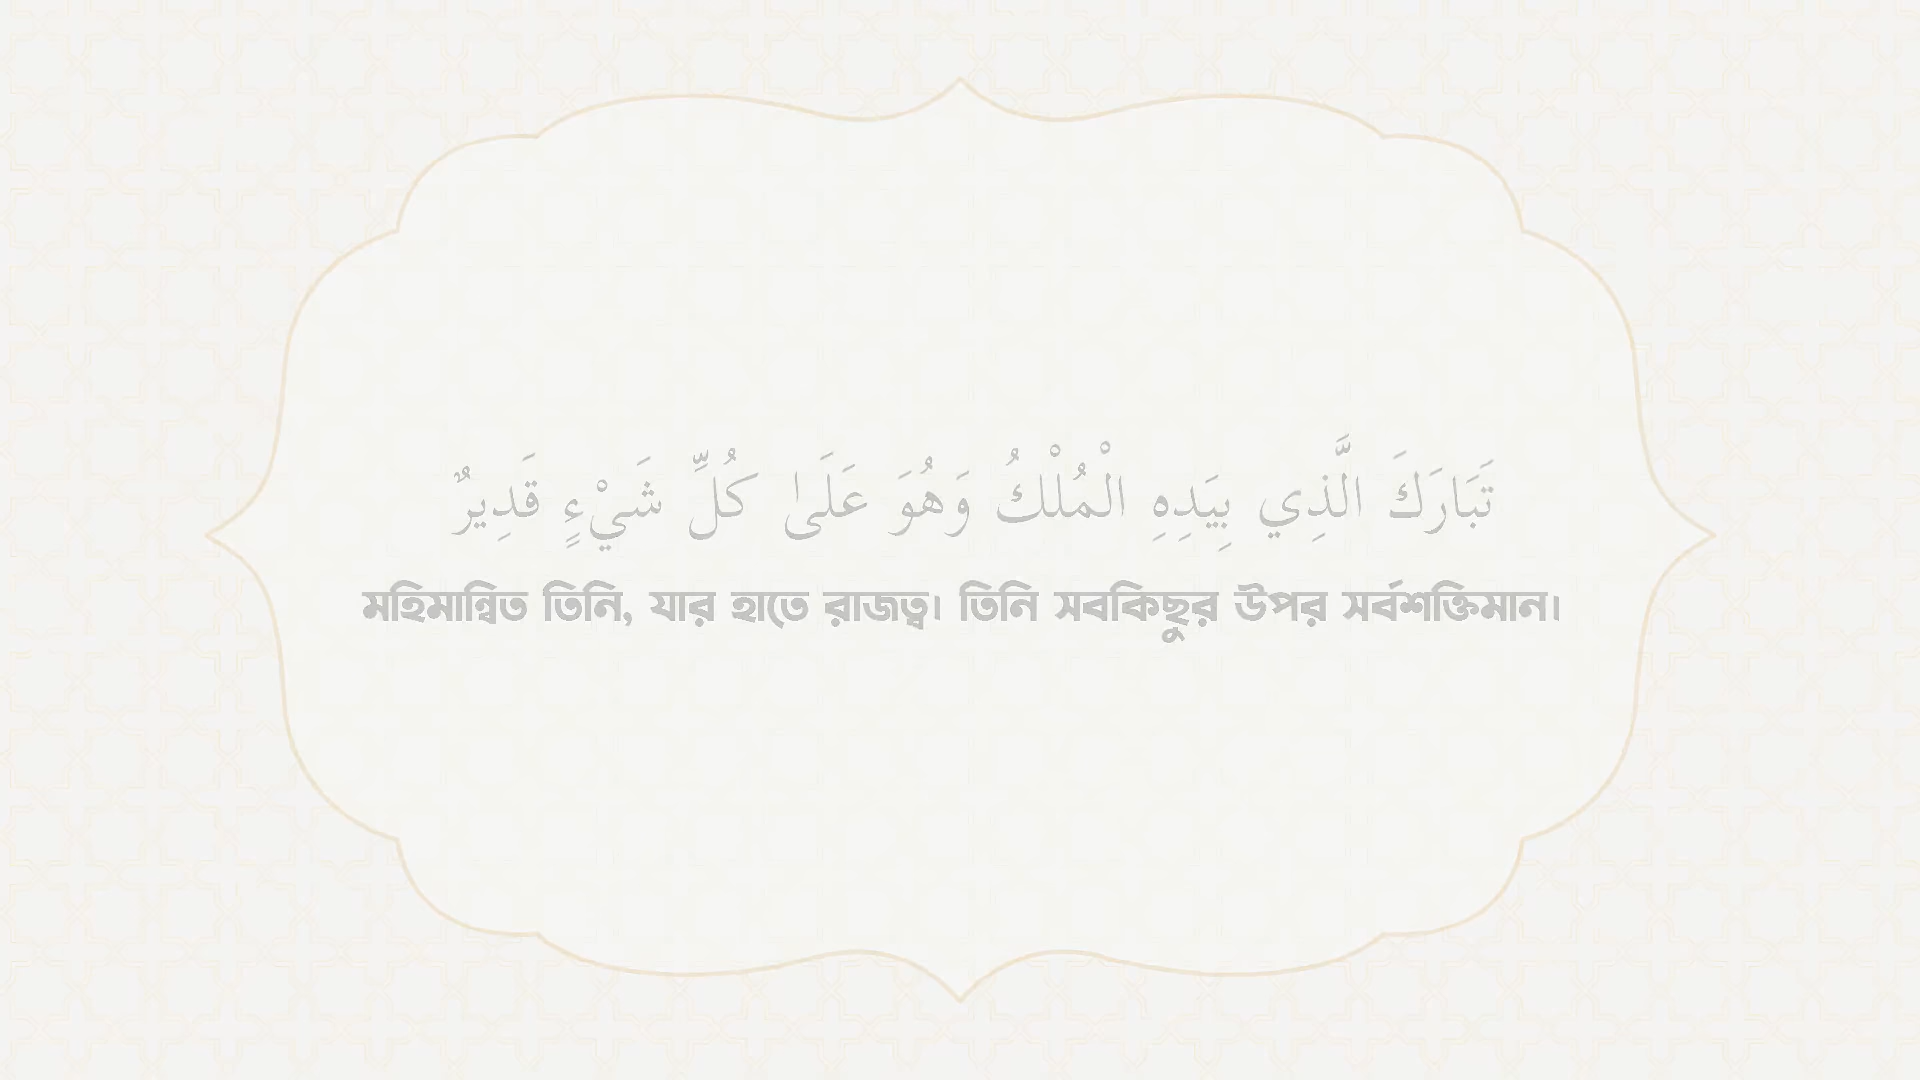 تَبَارَكَ الَّذِي بِيَدِهِ الْمُلْكُ وَهُوَ عَلَىٰ كُلِّ شَيْءٍ قَدِيرٌ
মহিমান্বিত তিনি, যার হাতে রাজত্ব। তিনি সবকিছুর উপর সর্বশক্তিমান।